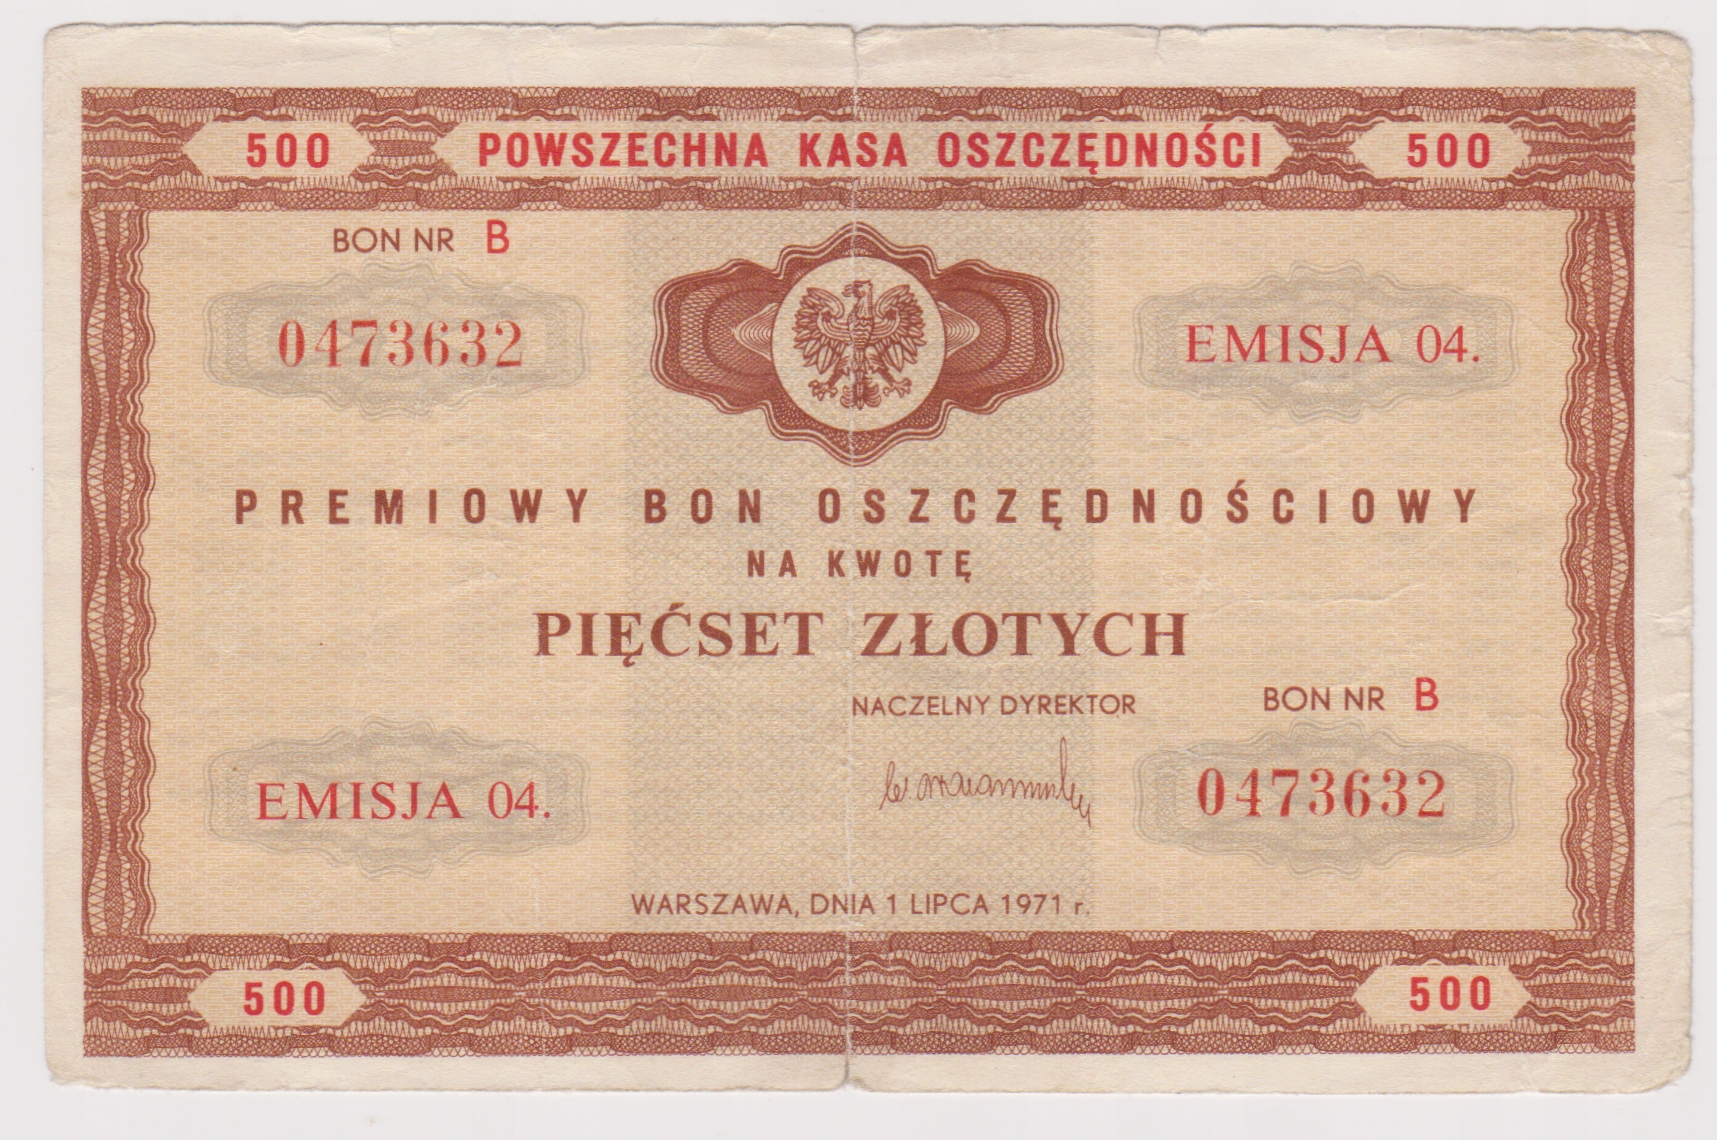 500 POWSZECHNA KASA OSZCZĘDNOŚCI 500
BON NR B
0473632
EMISJA 04.
PREMIOWY BON OSZCZĘDNOŚCIOWY
NA KWOTĘ
PIĘĆSET ZŁOTYCH
NACZELNY DYREKTOR
BON NR B
EMISJA 04.
0473632
WARSZAWA, DNIA 1 LIPCA 1971 r.
500 500